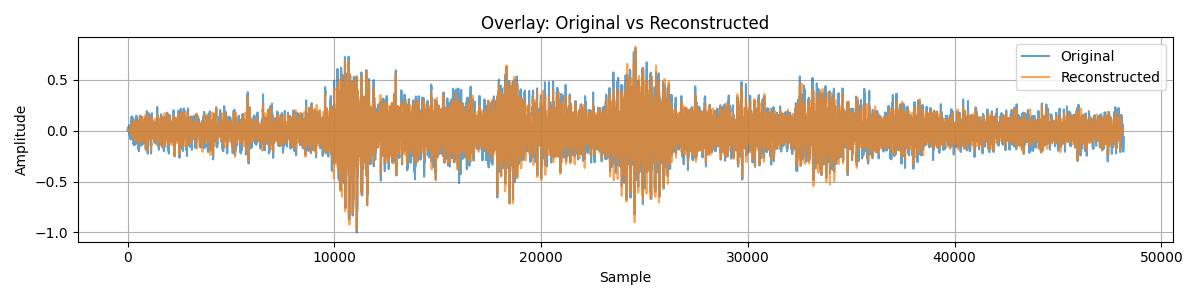 Overlay: Original vs Reconstructed
Original
Reconstructed
Amplitude
0.5
0.0
−0.5
−1.0
0 10000 20000 30000 40000 50000
Sample